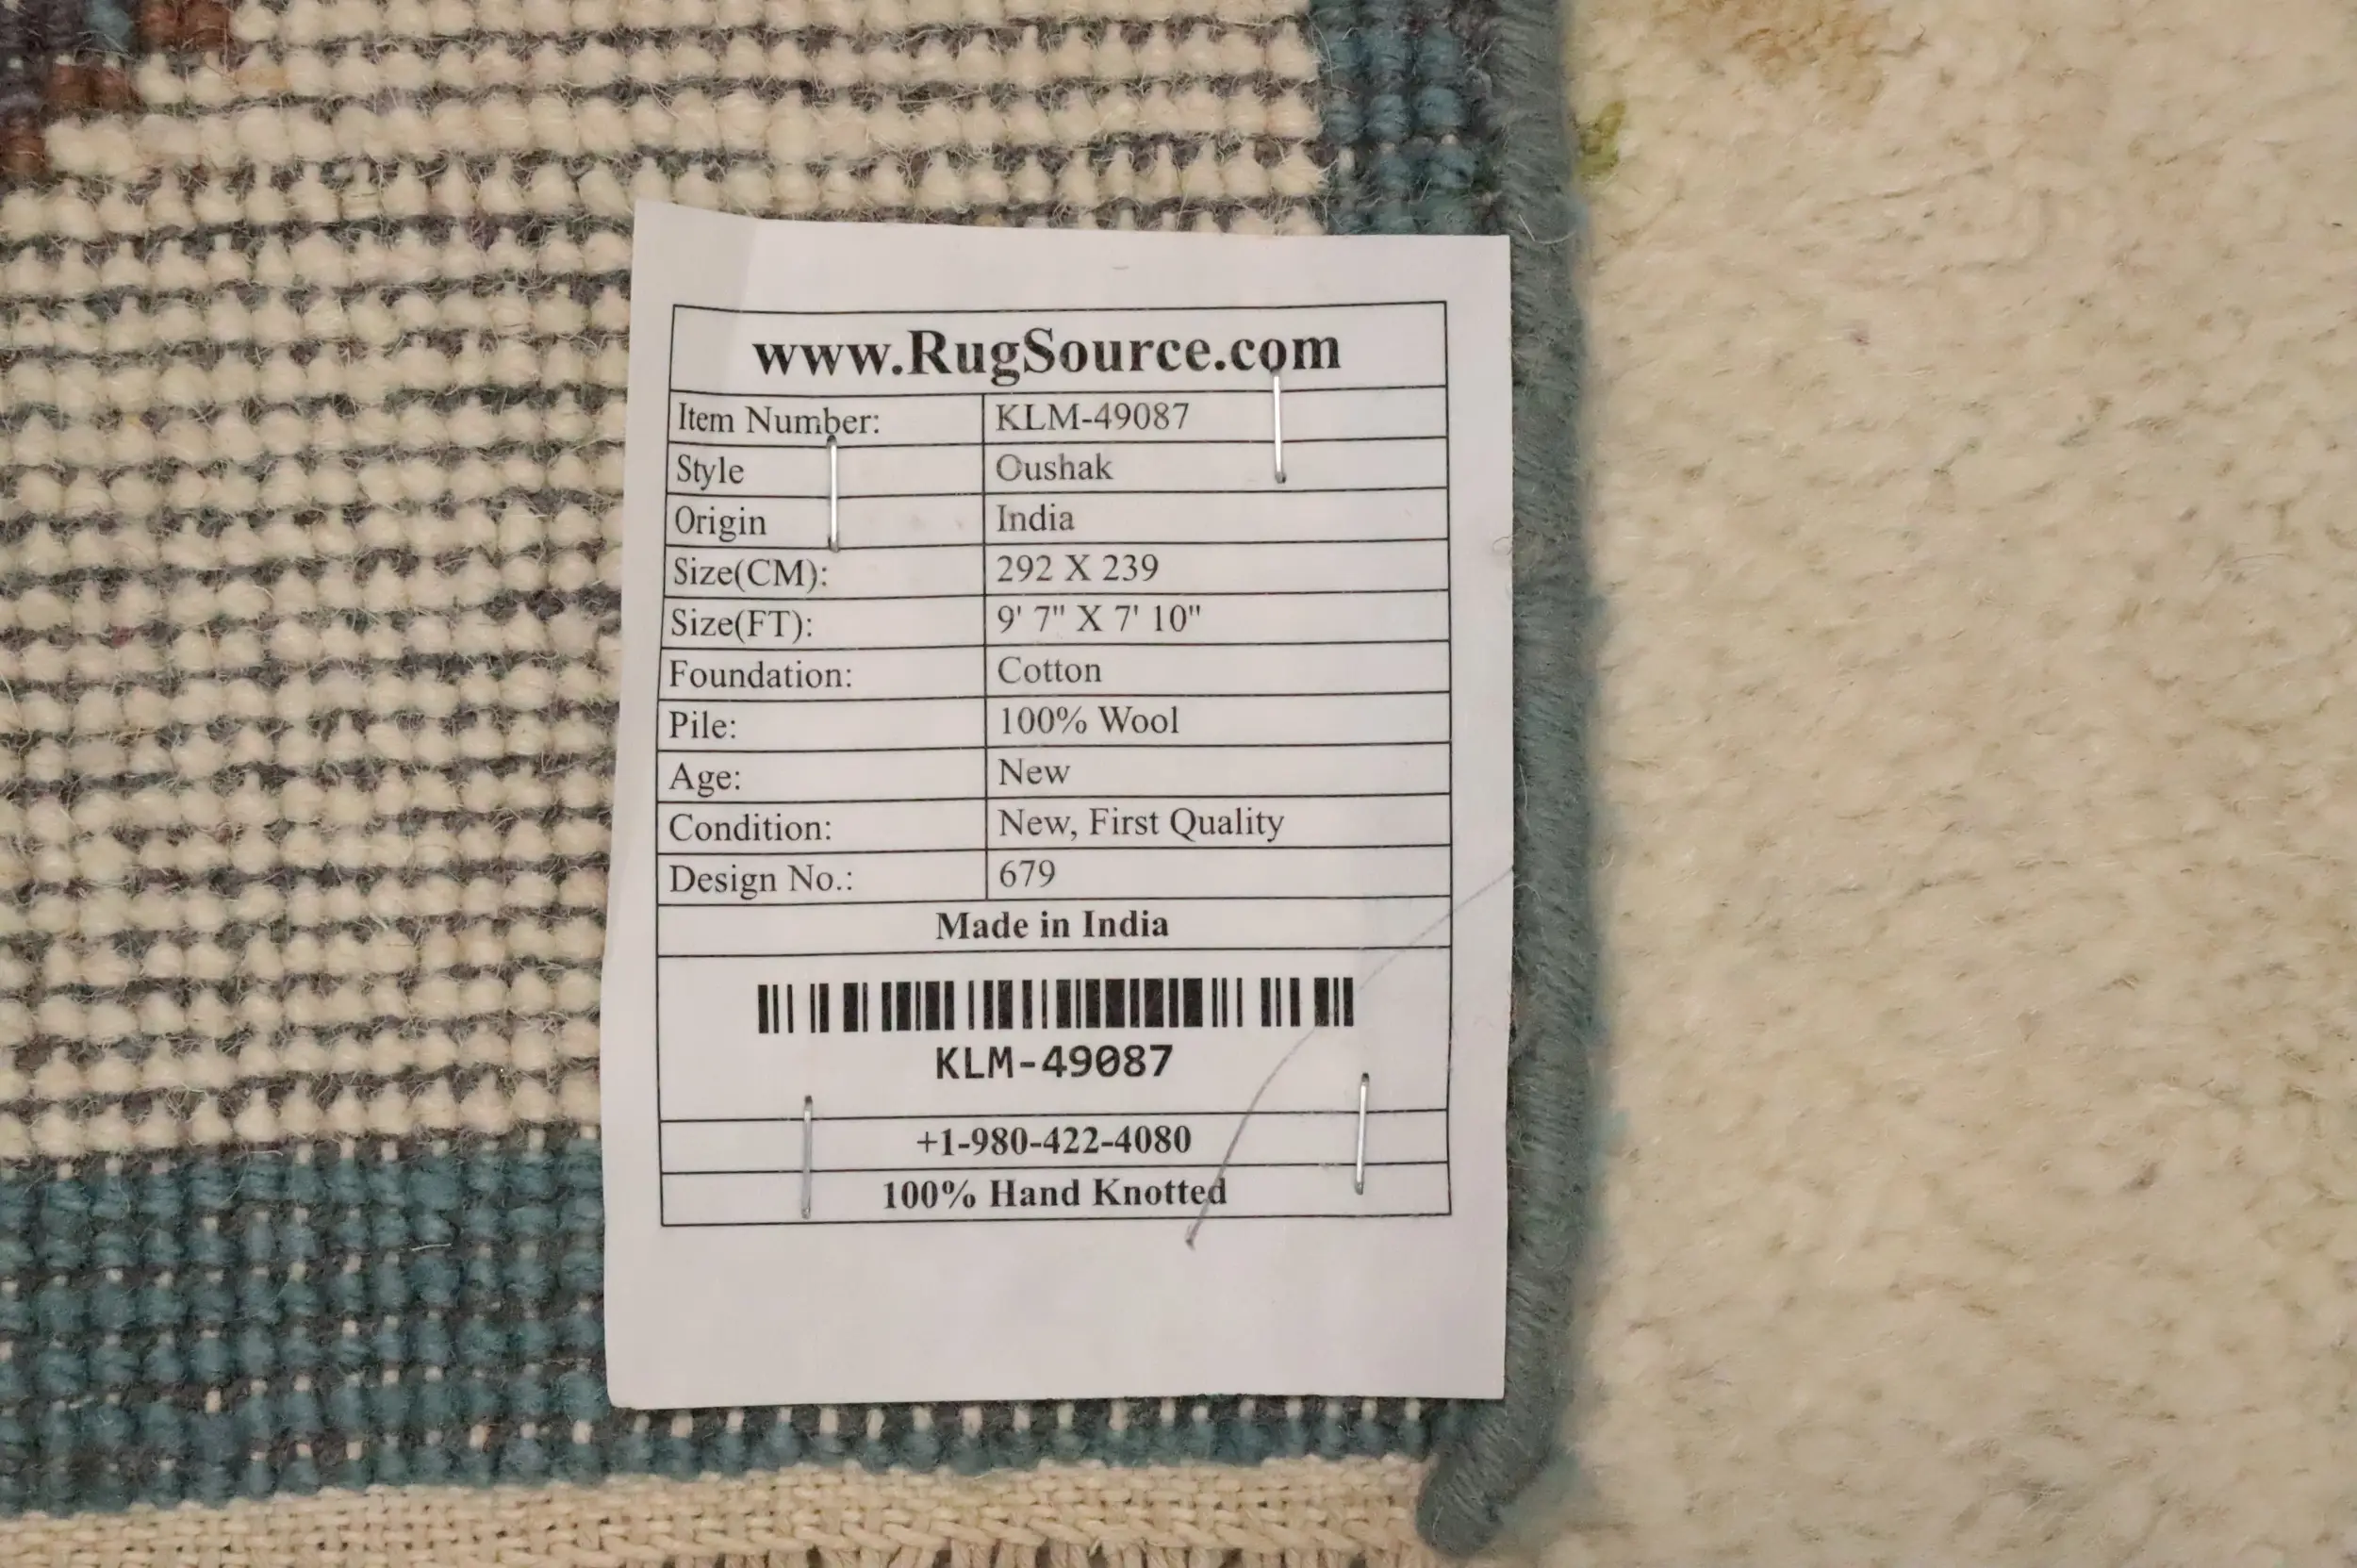 www.RugSource.com
Item Number: KLM-49087
Style Oushak
Origin India
Size(CM): 292 X 239
Size(FT): 9' 7" X 7' 10"
Foundation: Cotton
Pile: 100% Wool
Age: New
Condition: New, First Quality
Design No.: 679
Made in India
KLM-49087
+1-980-422-4080
100% Hand Knotted